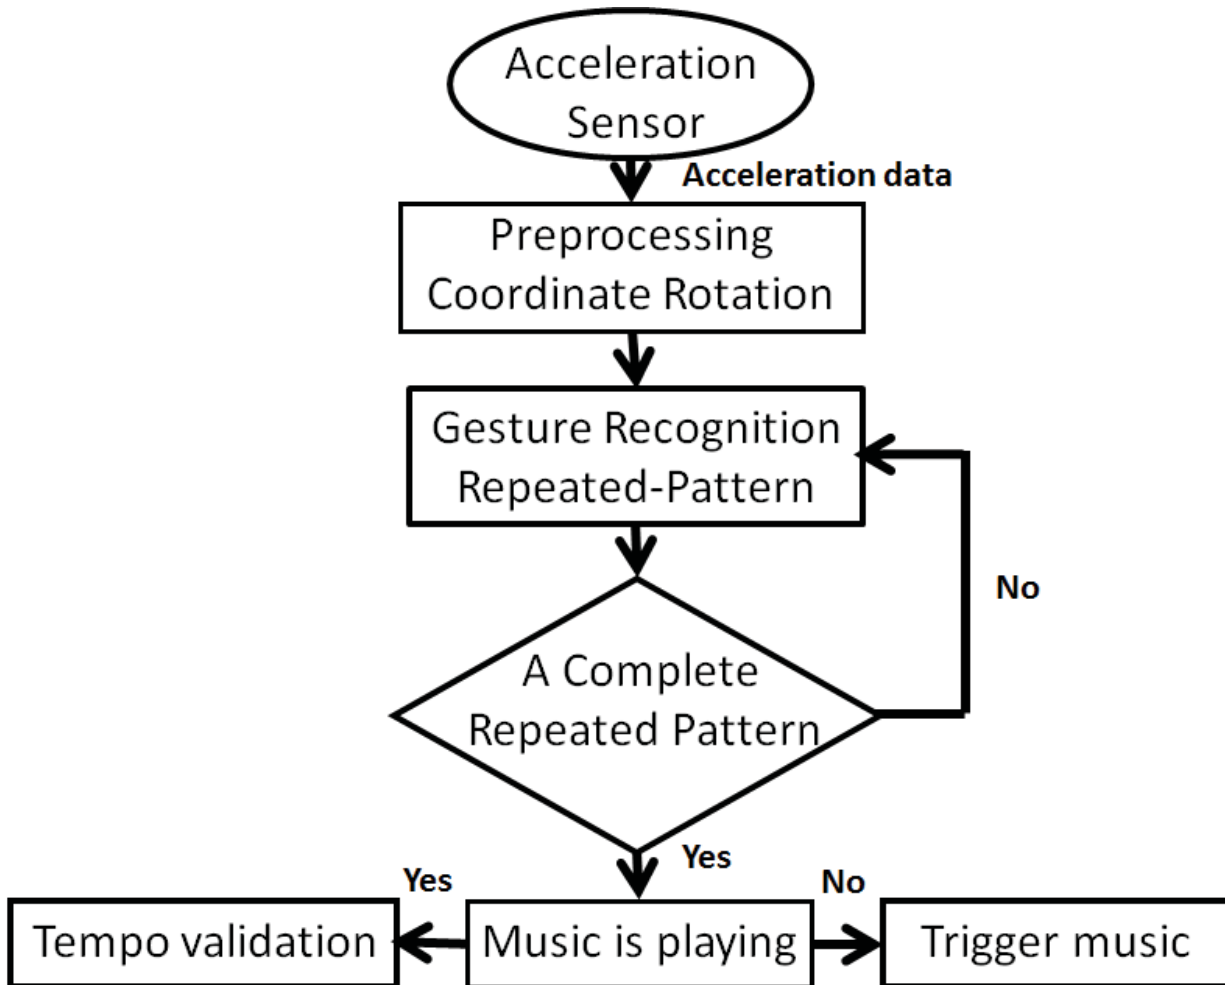 Acceleration
Sensor
Acceleration data
Preprocessing
Coordinate Rotation
Gesture Recognition
Repeated-Pattern
No
A Complete
Repeated Pattern
Yes
Yes
No
Tempo validation
Music is playing
Trigger music